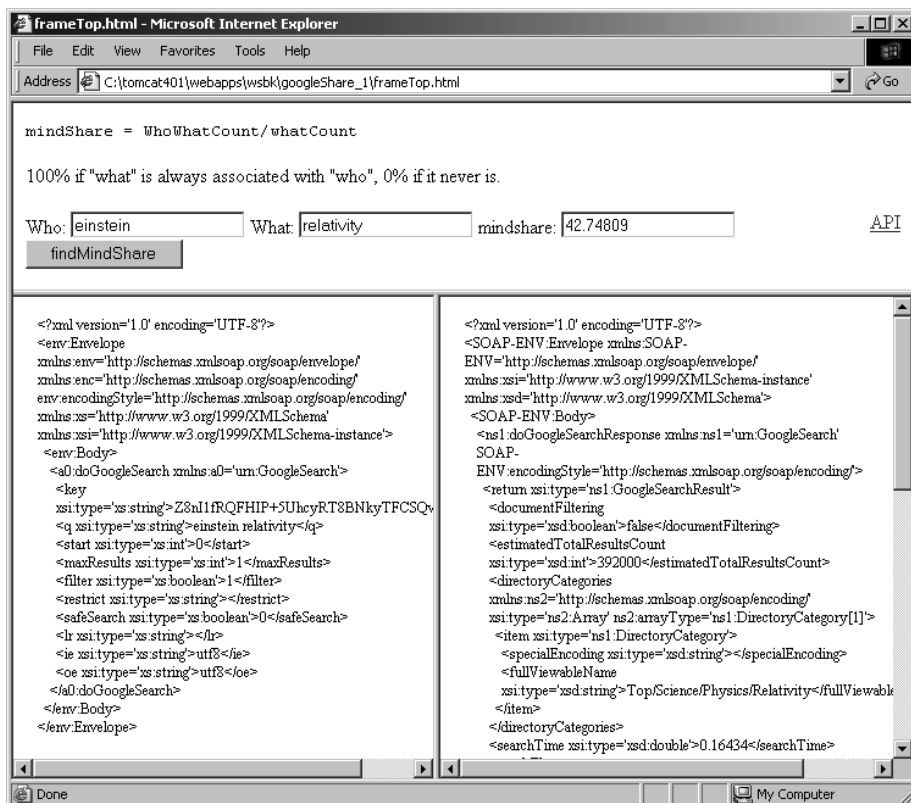 frameTop.html - Microsoft Internet Explorer
File Edit View Favorites Tools Help
Address C:\tomcat401\webapps\wsbk\googleShare_1\frameTop.html Go
mindShare = WhoWhatCount/whatCount
100% if "what" is always associated with "who", 0% if it never is.
Who: einstein What: relativity mindshare: 42.74809 API
findMindShare
<?xml version='1.0' encoding='UTF-8'?>
<env:Envelope
xmlns:env='http://schemas.xmlsoap.org/soap/envelope/'
xmlns:enc='http://schemas.xmlsoap.org/soap/encoding/'
env:encodingStyle='http://schemas.xmlsoap.org/soap/encoding/'
xmlns:xs='http://www.w3.org/1999/XMLSchema'
xmlns:xsi='http://www.w3.org/1999/XMLSchema-instance'>
<env:Body>
<a0:doGoogleSearch xmlns:a0='urn:GoogleSearch'>
<key
xsi:type='xs:string'>Z8nI1fRQFHIP+5UhcyRT8BNkyTFCSQv
<q xsi:type='xs:string'>einstein relativity</q>
<start xsi:type='xs:int'>0</start>
<maxResults xsi:type='xs:int'>1</maxResults>
<filter xsi:type='xs:boolean'>1</filter>
<restrict xsi:type='xs:string'></restrict>
<safeSearch xsi:type='xs:boolean'>0</safeSearch>
<lr xsi:type='xs:string'></lr>
<ie xsi:type='xs:string'>utf8</ie>
<oe xsi:type='xs:string'>utf8</oe>
</a0:doGoogleSearch>
</env:Body>
</env:Envelope>
<?xml version='1.0' encoding='UTF-8'?>
<SOAP-ENV:Envelope xmlns:SOAP-
ENV='http://schemas.xmlsoap.org/soap/envelope/'
xmlns:xsi='http://www.w3.org/1999/XMLSchema-instance'
xmlns:xsd='http://www.w3.org/1999/XMLSchema'>
<SOAP-ENV:Body>
<ns1:doGoogleSearchResponse xmlns:ns1='urn:GoogleSearch'
SOAP-
ENV:encodingStyle='http://schemas.xmlsoap.org/soap/encoding/'>
<return xsi:type='ns1:GoogleSearchResult'>
<documentFiltering
xsi:type='xsd:boolean'>false</documentFiltering>
<estimatedTotalResultsCount
xsi:type='xsd:int'>392000</estimatedTotalResultsCount>
<directoryCategories
xmlns:ns2='http://schemas.xmlsoap.org/soap/encoding/'
xsi:type='ns2:Array' ns2:arrayType='ns1:DirectoryCategory[1]'>
<item xsi:type='ns1:DirectoryCategory'>
<specialEncoding xsi:type='xsd:string'></specialEncoding>
<fullViewableName
xsi:type='xsd:string'>Top/Science/Physics/Relativity</fullViewable
</item>
</directoryCategories>
<searchTime xsi:type='xsd:double'>0.16434</searchTime>
Done My Computer